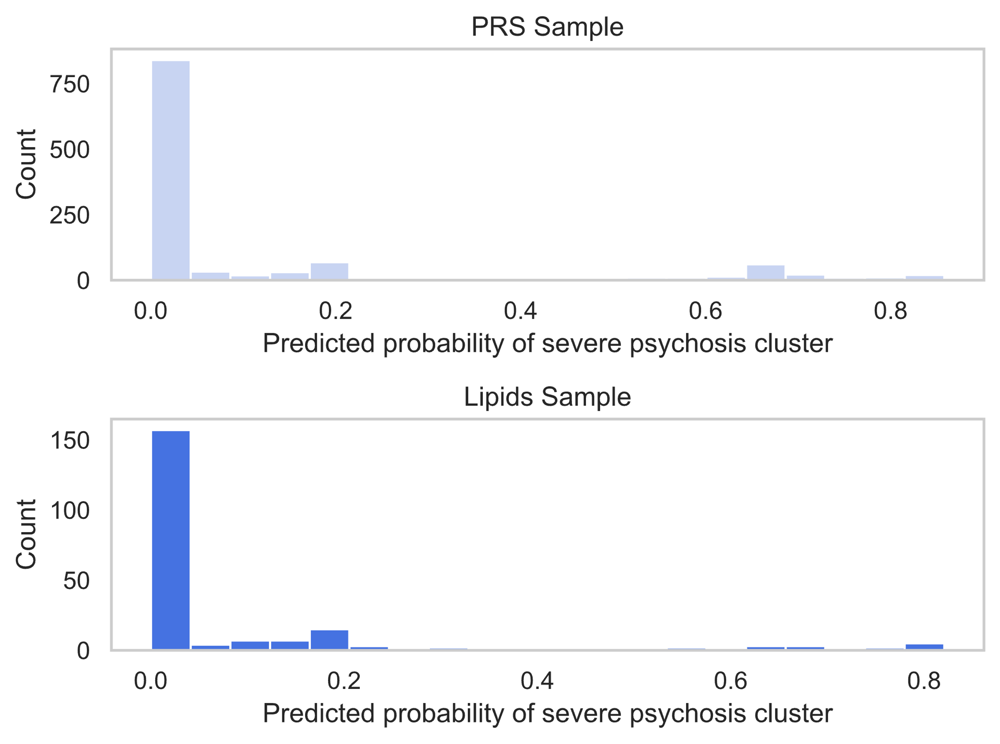 PRS Sample
Count
750
500
250
0
0.0 0.2 0.4 0.6 0.8
Predicted probability of severe psychosis cluster
Lipids Sample
Count
150
100
50
0
0.0 0.2 0.4 0.6 0.8
Predicted probability of severe psychosis cluster